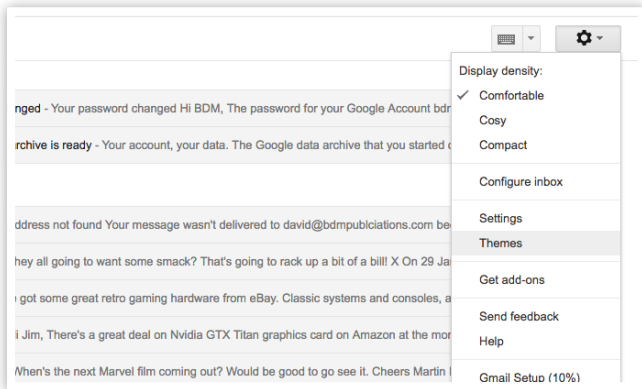 Display density:
nged - Your password changed Hi BDM, The password for your Google Account bdr
Comfortable
Cosy
rchive is ready - Your account, your data. The Google data archive that you started
Compact
Configure inbox
ddress not found Your message wasn't delivered to david@bdmpublciations.com be
Settings
Themes
hey all going to want some smack? That's going to rack up a bit of a bill! X On 29 Ja
Get add-ons
got some great retro gaming hardware from eBay. Classic systems and consoles, a
Send feedback
i Jim, There's a great deal on Nvidia GTX Titan graphics card on Amazon at the mo
Help
When's the next Marvel film coming out? Would be good to go see it. Cheers Martin
Gmail Setup (10%)